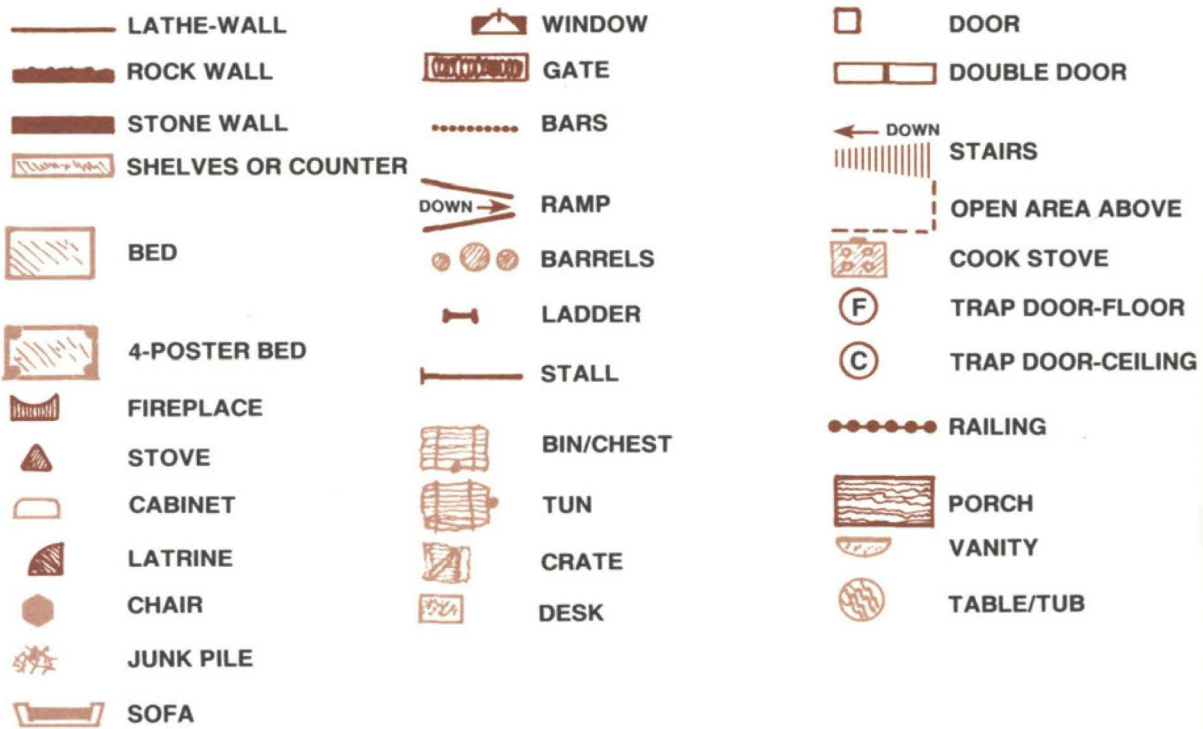 LATHE-WALL
ROCK WALL
STONE WALL
SHELVES OR COUNTER
BED
4-POSTER BED
FIREPLACE
STOVE
CABINET
LATRINE
CHAIR
JUNK PILE
SOFA
WINDOW
GATE
BARS
DOWN
RAMP
BARRELS
LADDER
STALL
BIN/CHEST
TUN
CRATE
DESK
DOOR
DOUBLE DOOR
DOWN
STAIRS
OPEN AREA ABOVE
COOK STOVE
F
TRAP DOOR-FLOOR
C
TRAP DOOR-CEILING
RAILING
PORCH
VANITY
TABLE/TUB